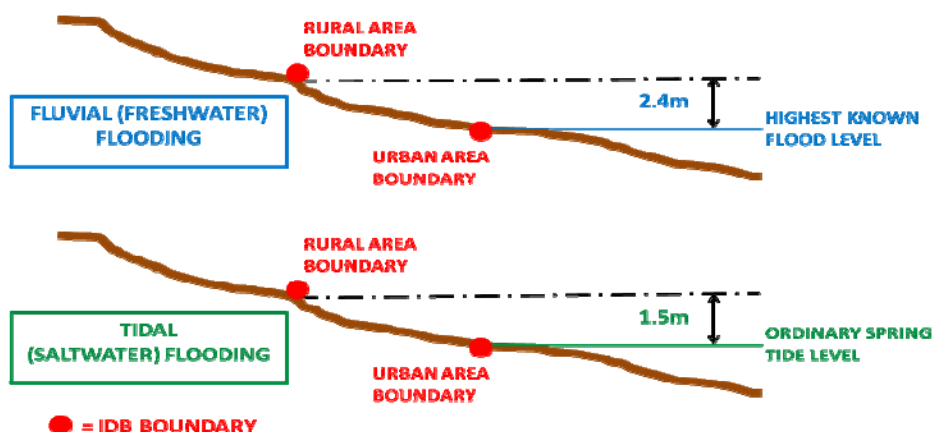 RURAL AREA
BOUNDARY
FLUVIAL (FRESHWATER)
FLOODING
2.4m
HIGHEST KNOWN
FLOOD LEVEL
URBAN AREA
BOUNDARY
RURAL AREA
BOUNDARY
TIDAL
(SALTWATER) FLOODING
1.5m
ORDINARY SPRING
TIDE LEVEL
URBAN AREA
BOUNDARY
= IDB BOUNDARY